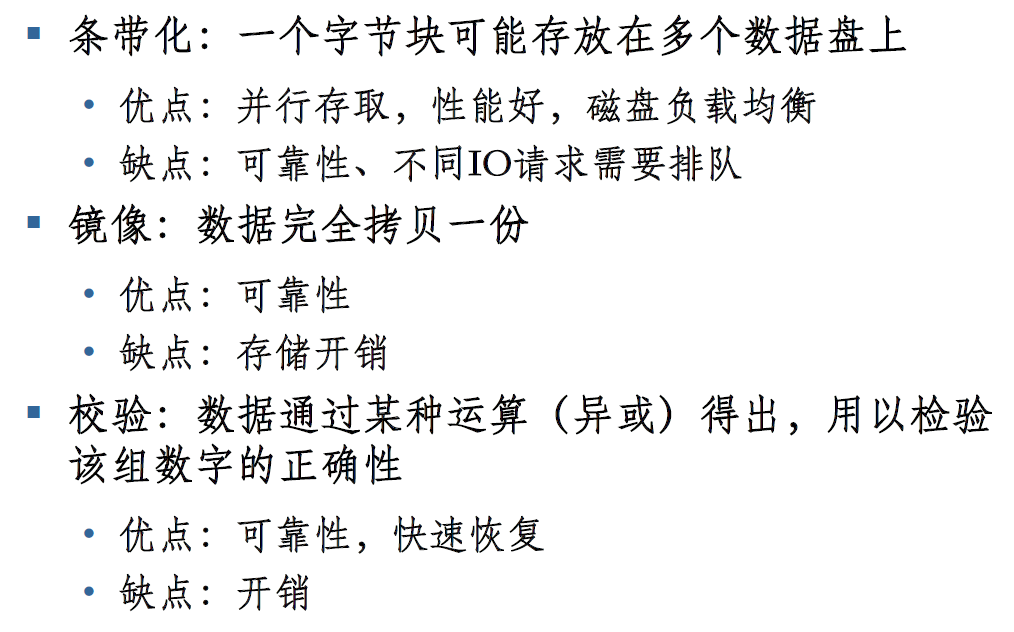 ▪ 条带化：一个字节块可能存放在多个数据盘上
• 优点：并行存取，性能好，磁盘负载均衡
• 缺点：可靠性、不同IO请求需要排队
▪ 镜像：数据完全拷贝一份
• 优点：可靠性
• 缺点：存储开销
▪ 校验：数据通过某种运算（异或）得出，用以检验
该组数字的正确性
• 优点：可靠性，快速恢复
• 缺点：开销